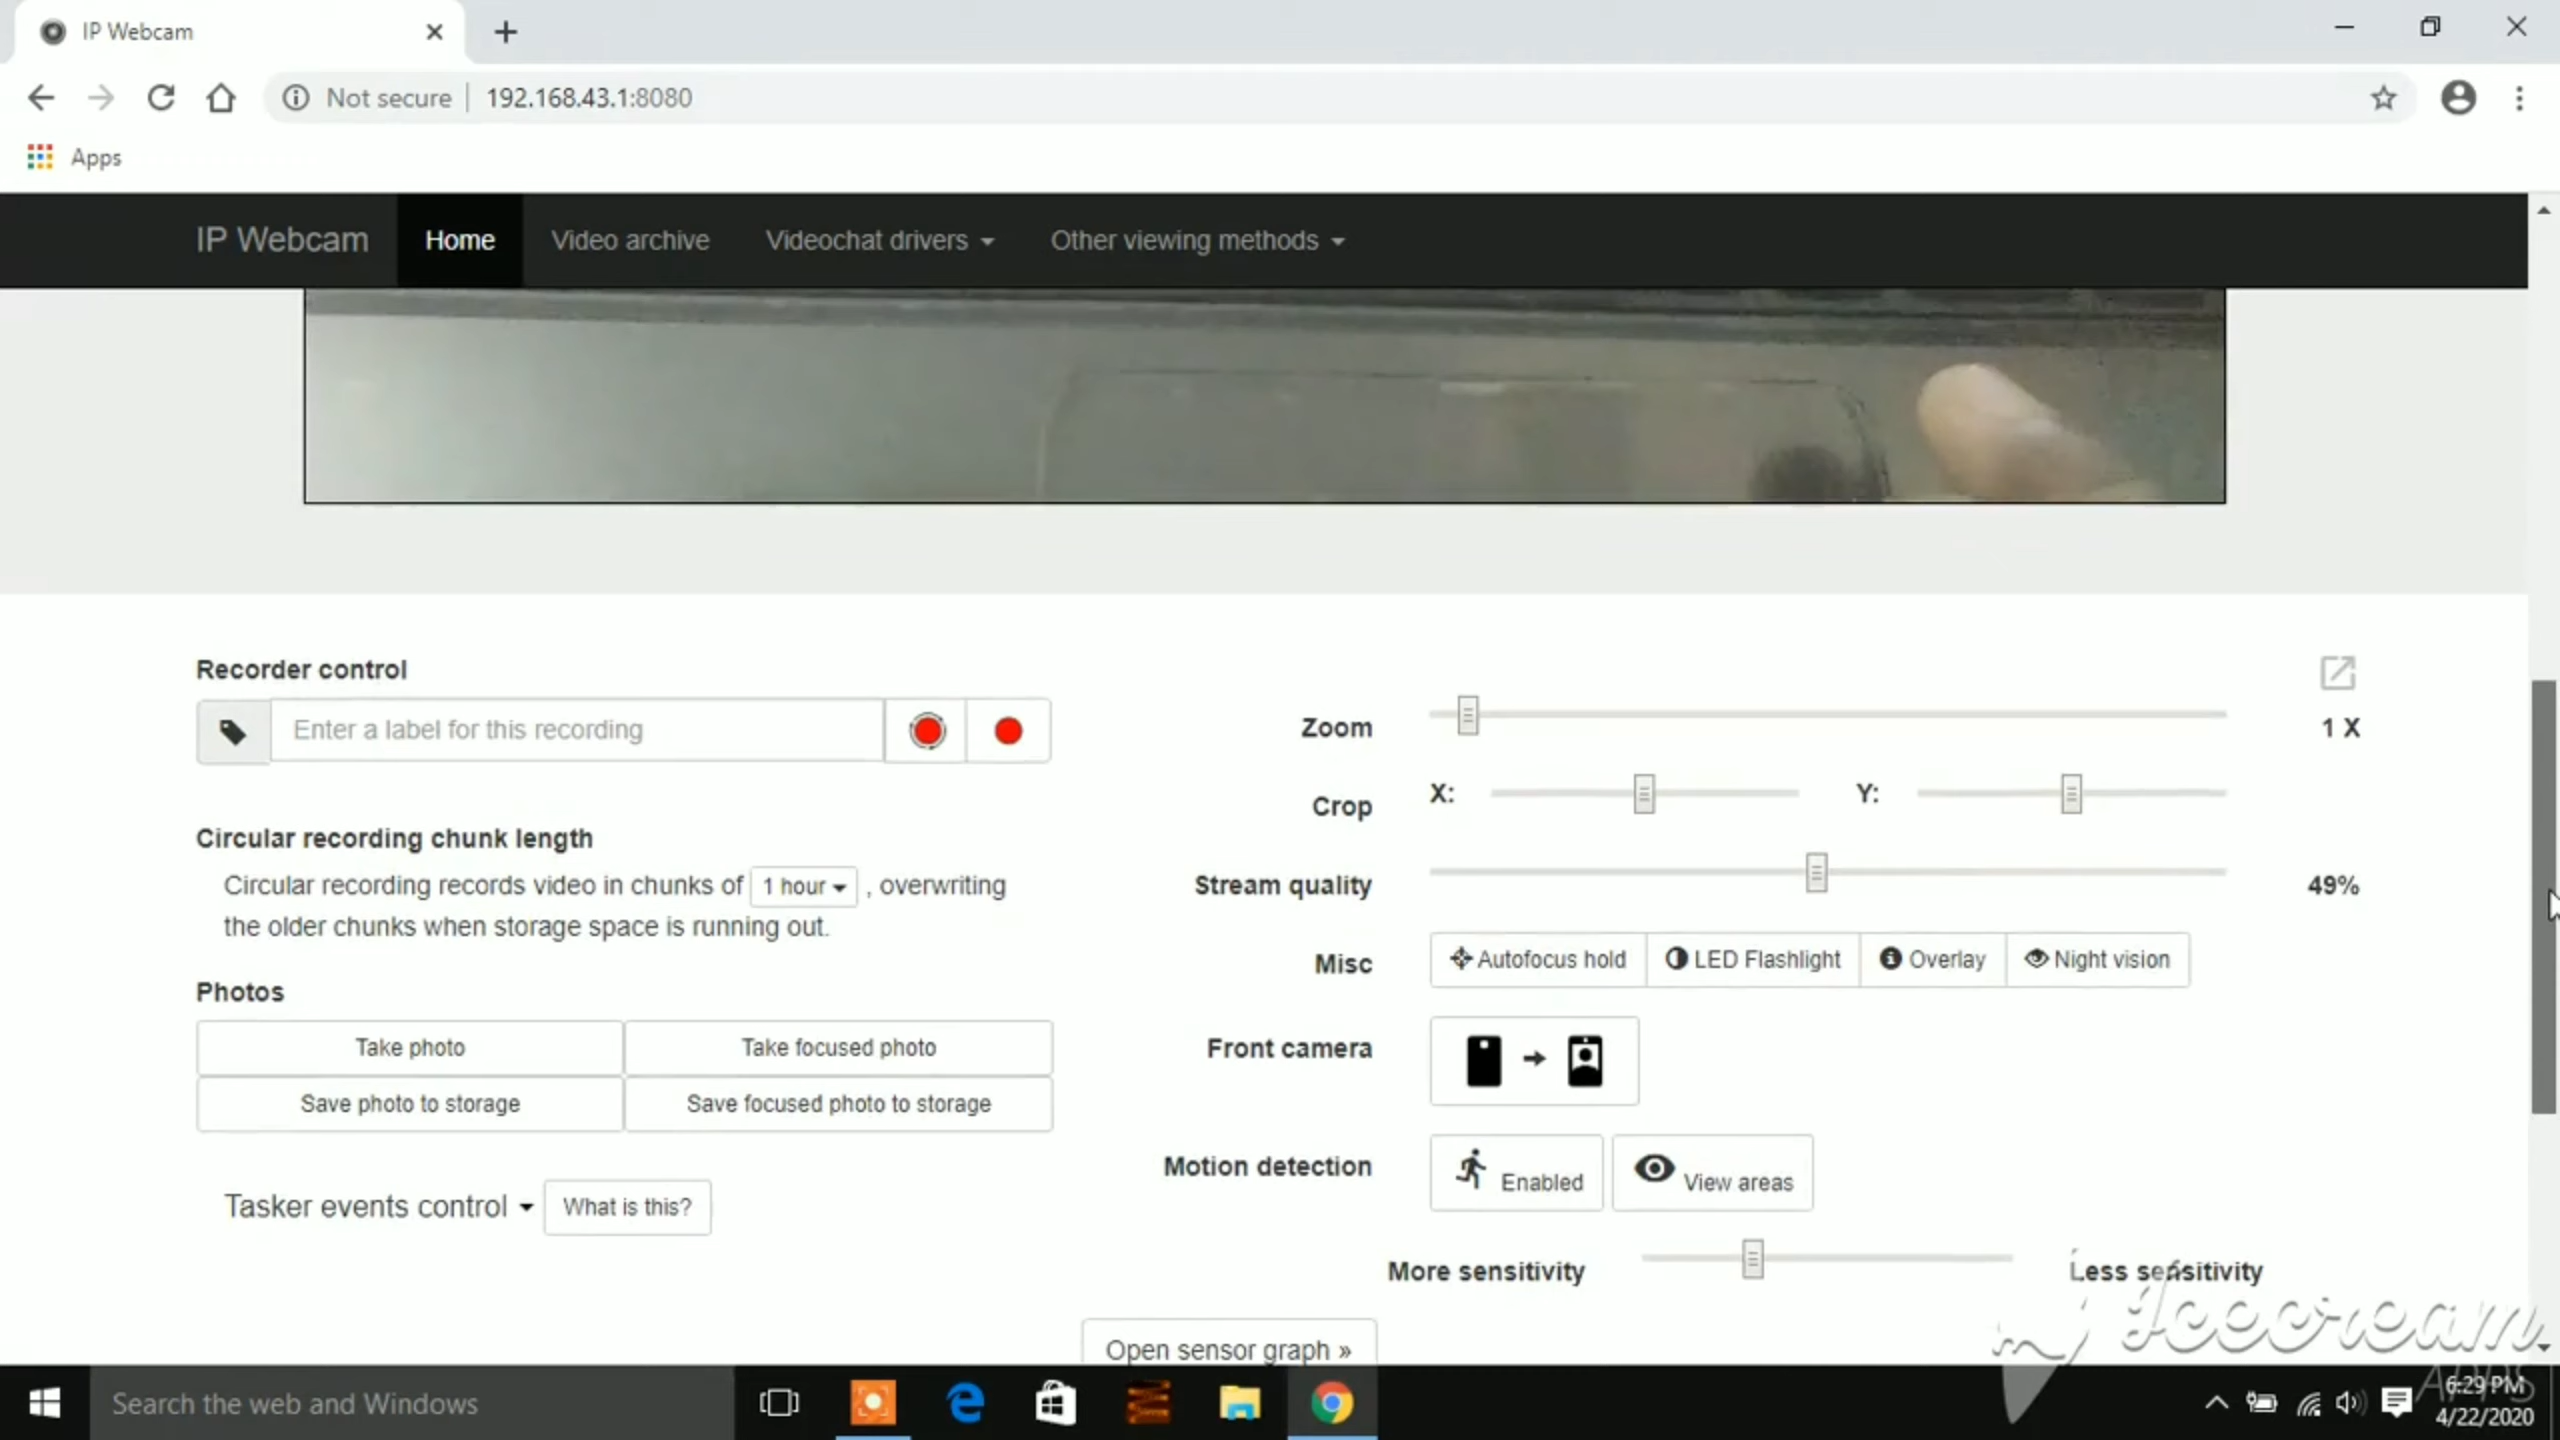 IP Webcam
Not secure
192.168.43.1:8080
Apps
IP Webcam
Home
Video archive
Videochat drivers
Other viewing methods
Recorder control
Enter a label for this recording
Zoom
1 X
Crop
X:
Y:
Circular recording chunk length
Circular recording records video in chunks of 1 hour , overwriting
the older chunks when storage space is running out.
Stream quality
49%
Misc
Autofocus hold
LED Flashlight
Overlay
Night vision
Photos
Take photo
Take focused photo
Save photo to storage
Save focused photo to storage
Front camera
Motion detection
Enabled
View areas
Tasker events control
What is this?
More sensitivity
Less sensitivity
Open sensor graph »
Icecream
APPS
Search the web and Windows
6:29 PM
4/22/2020